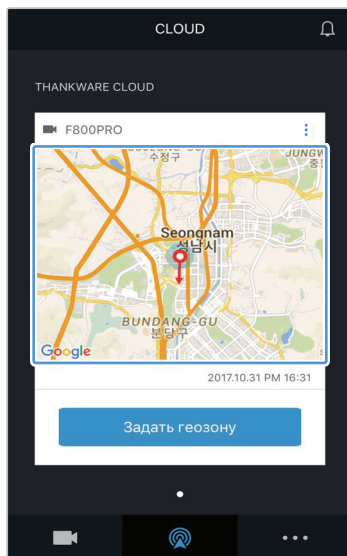 CLOUD
THANKWARE CLOUD
F800PRO
수정구
Seongnam
성남시
BUNDANG-GU
분당구
Google
2017.10.31 PM 16:31
Задать геозону